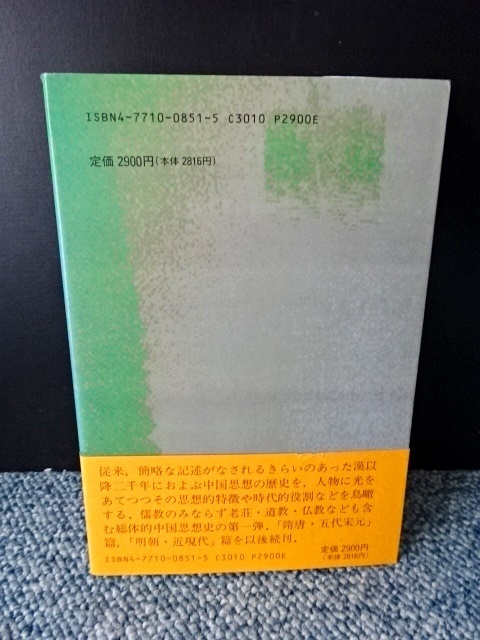 ISBN4-7710-0851-5 C3010 P2900E
定価2900円(本体2816円)
従来，簡略な記述がなされるきらいのあった漢以
降二千年におよぶ中国思想の歴史を，人物に光を
あてつつその思想的特徴や時代的役割などを鳥瞰
する．儒教のみならず老荘・道教・仏教なども含
む総体的中国思想史の第一弾，「隋唐・五代宋元」
篇，「明朝・近現代」篇を以後続刊．
ISBN4-7710-0851-5 C3010 P2900E
定価2900円
(本体2816円)